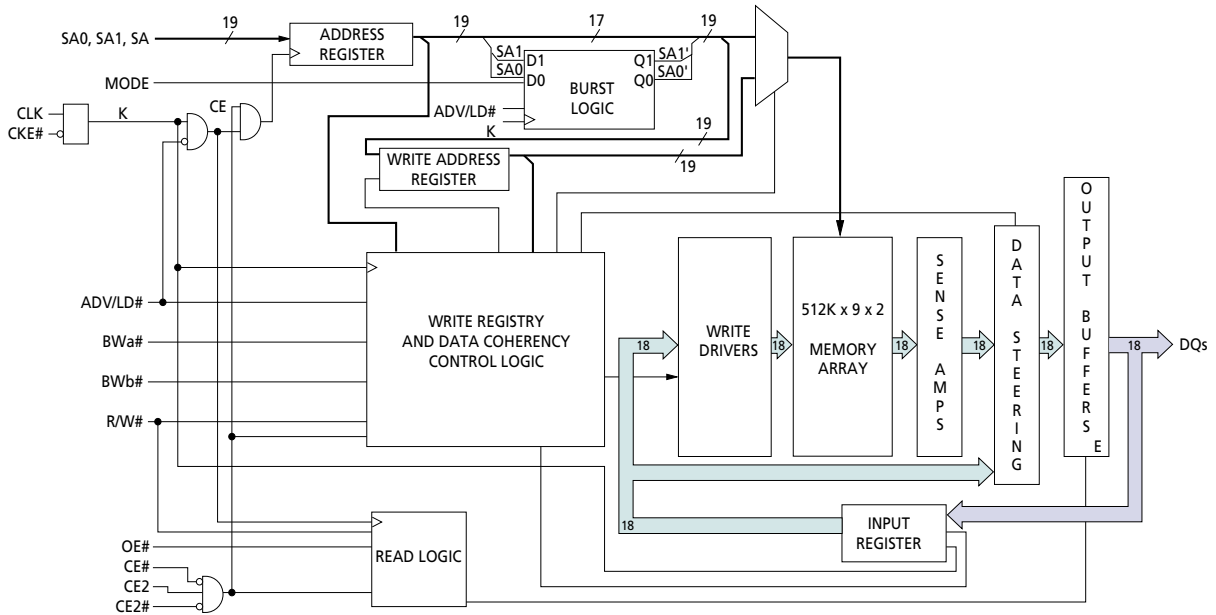 19
ADDRESS
REGISTER
19
17
19
SA0, SA1, SA
SA1
SA0
D1
D0
Q1
Q0
SA1'
SA0'
BURST
LOGIC
MODE
ADV/LD#
K
CLK
CKE#
K
CE
19
19
WRITE ADDRESS
REGISTER
WRITE REGISTRY
AND DATA COHERENCY
CONTROL LOGIC
ADV/LD#
BWa#
BWb#
R/W#
18
WRITE
DRIVERS
18
512K x 9 x 2
MEMORY
ARRAY
18
SENSE AMPS
18
DATA STEERING
18
OUTPUT BUFFERS
E
18
DQs
18
INPUT
REGISTER
READ LOGIC
OE#
CE#
CE2
CE2#